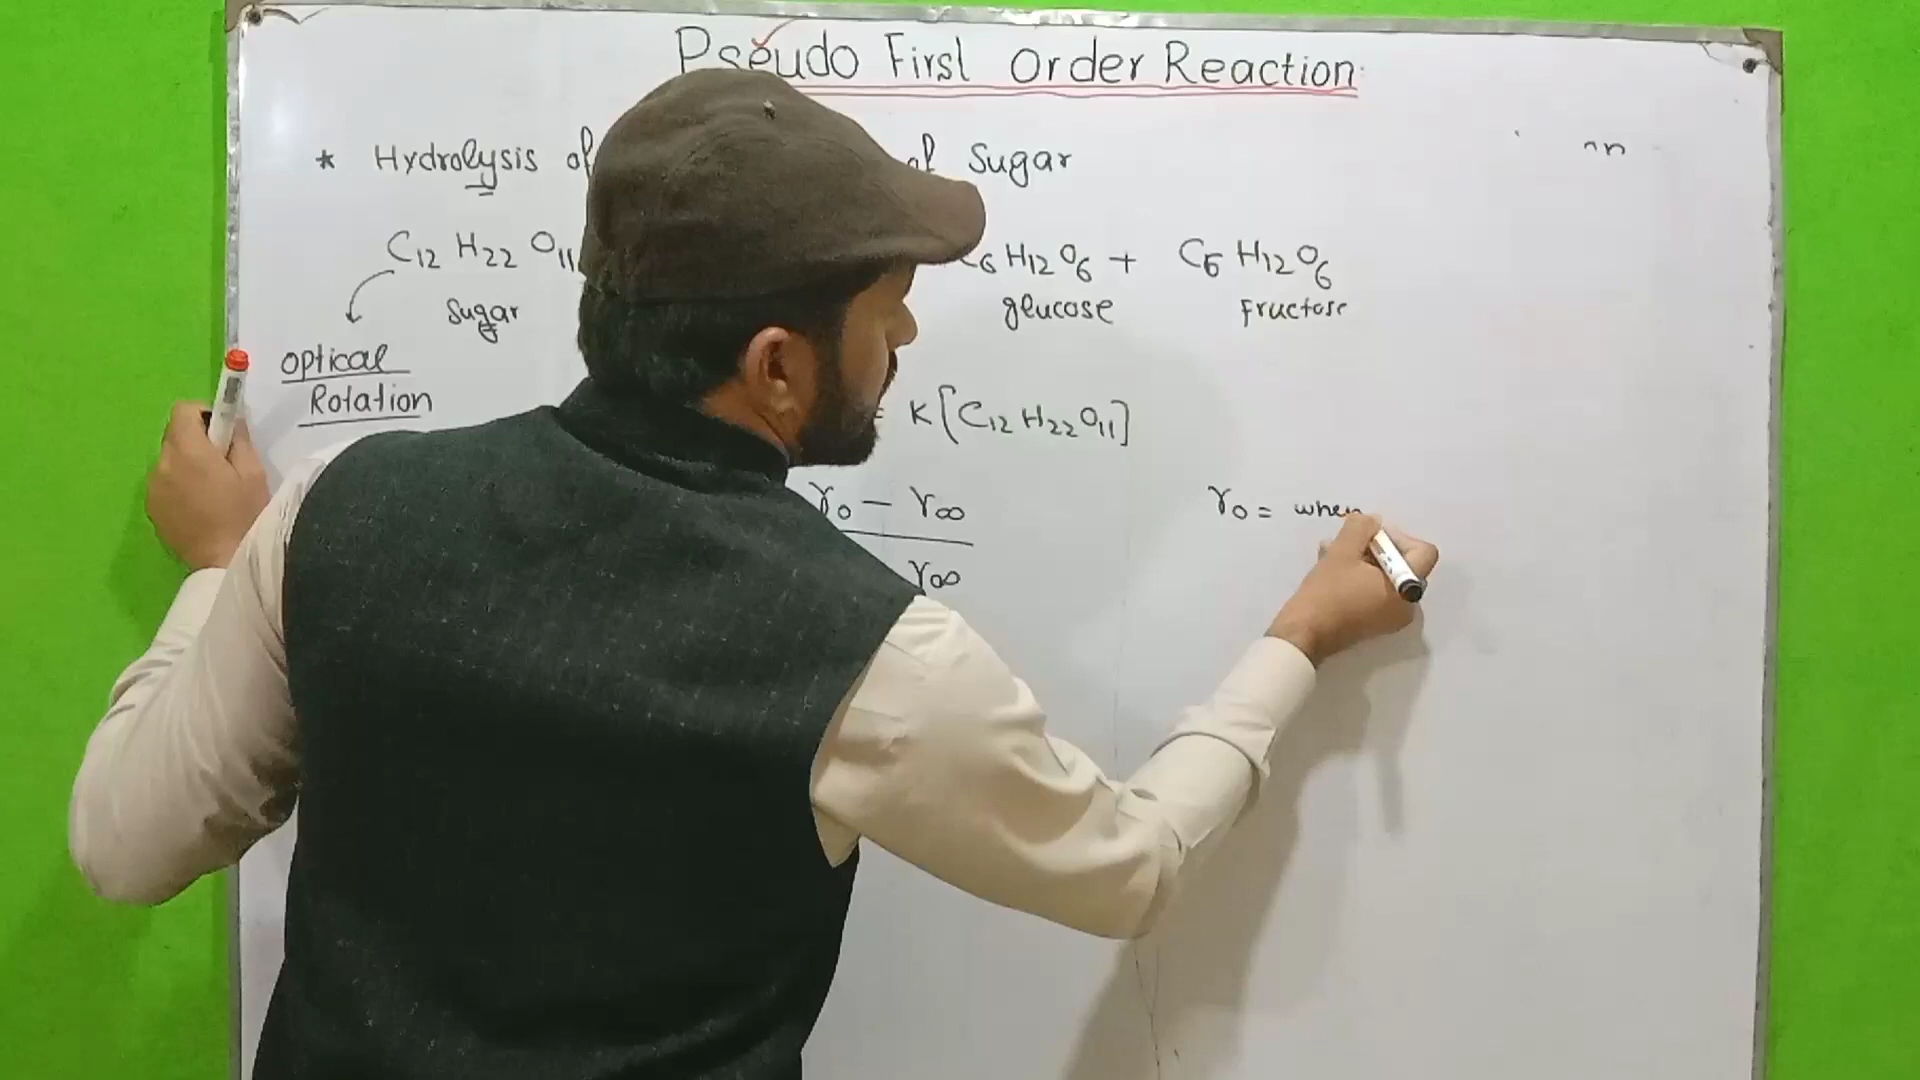 Pseudo First Order Reaction
* Hydrolysis of of Sugar
C12 H22 O11 C6 H12 O6 + C6 H12 O6
Sugar glucose Fructose
Optical
Rotation
= K[C12 H22 O11]
r0 − r∞
r∞
r0 = when